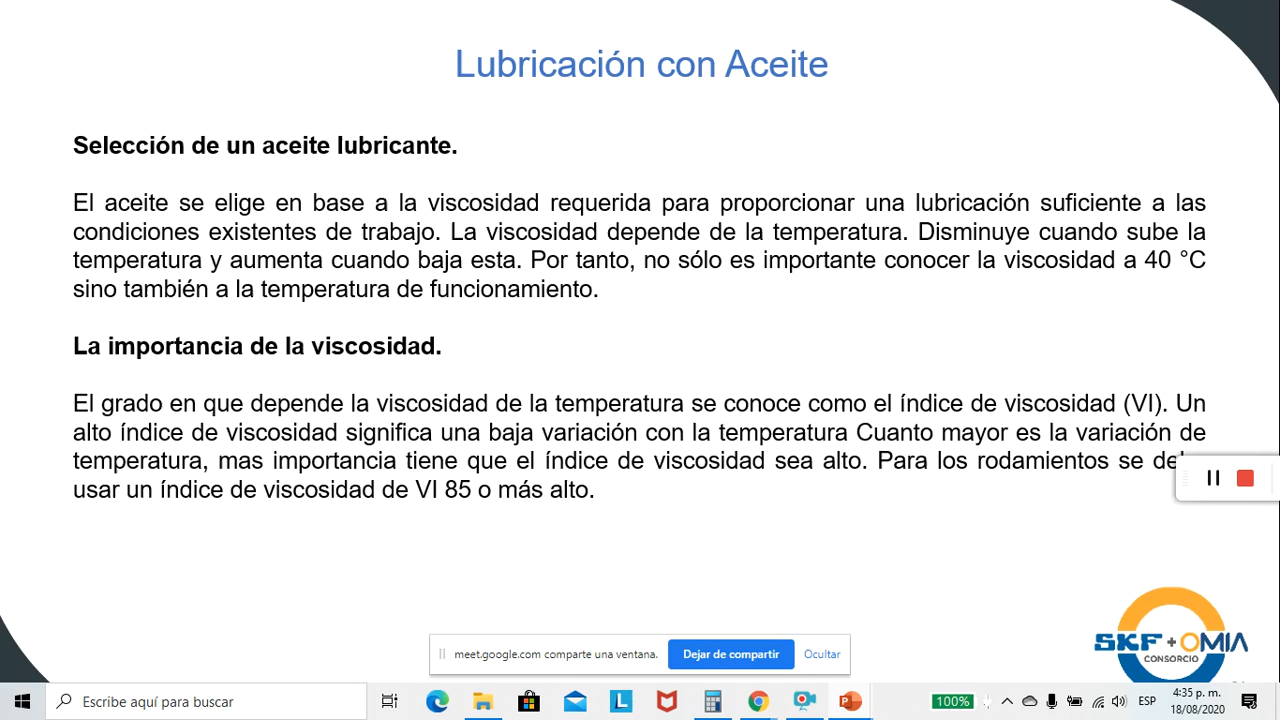 Lubricación con Aceite
Selección de un aceite lubricante.
El aceite se elige en base a la viscosidad requerida para proporcionar una lubricación suficiente a las
condiciones existentes de trabajo. La viscosidad depende de la temperatura. Disminuye cuando sube la
temperatura y aumenta cuando baja esta. Por tanto, no sólo es importante conocer la viscosidad a 40 °C
sino también a la temperatura de funcionamiento.
La importancia de la viscosidad.
El grado en que depende la viscosidad de la temperatura se conoce como el índice de viscosidad (VI). Un
alto índice de viscosidad significa una baja variación con la temperatura Cuanto mayor es la variación de
temperatura, mas importancia tiene que el índice de viscosidad sea alto. Para los rodamientos se
usar un índice de viscosidad de VI 85 o más alto.
SKF + OMIA
CONSORCIO
meet.google.com comparte una ventana. Dejar de compartir Ocultar
Escribe aquí para buscar
100%
ESP
4:35 p. m.
18/08/2020